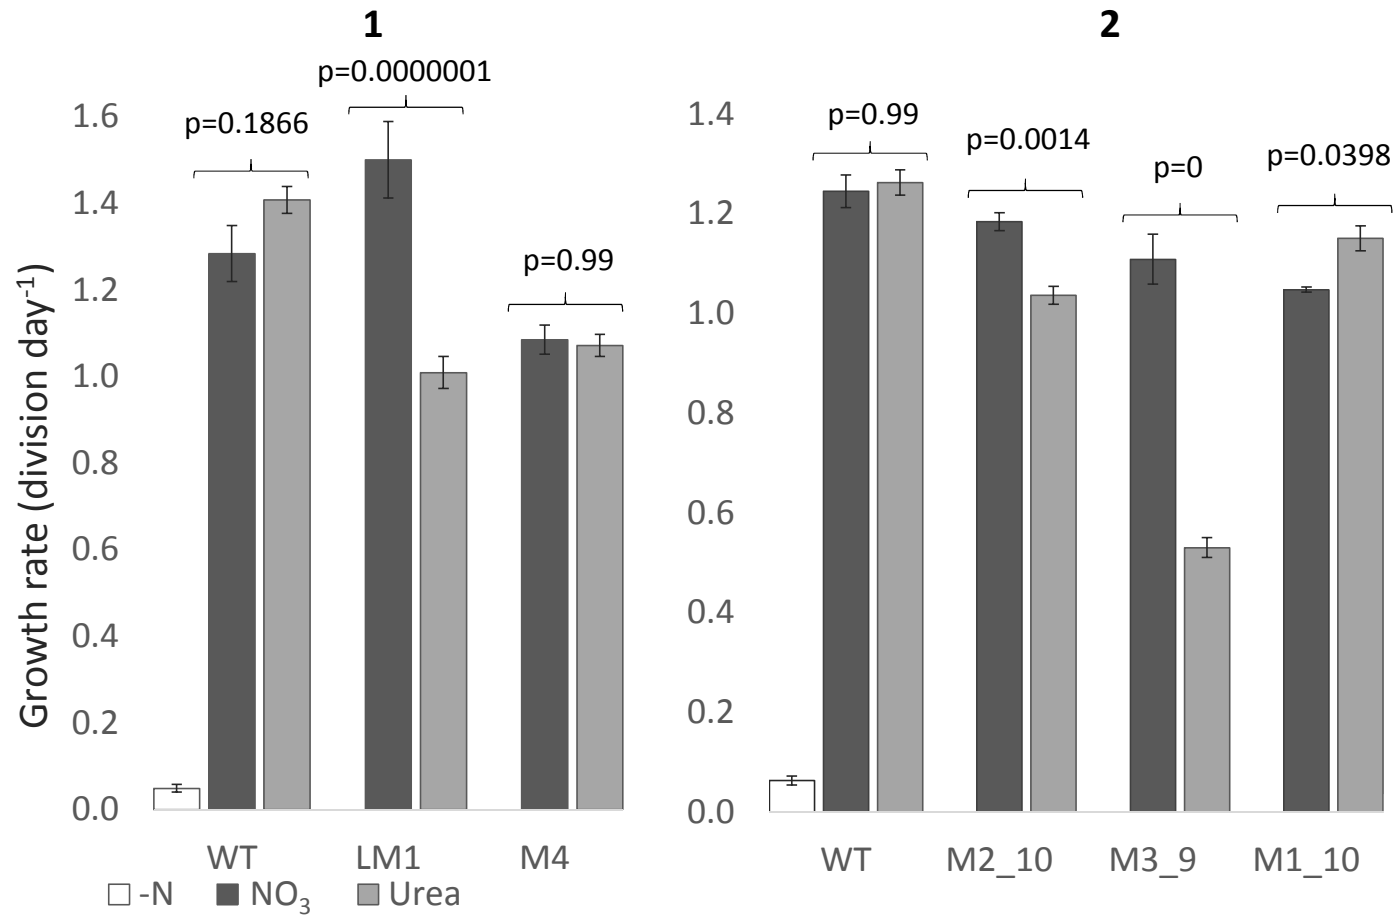 1
2
p=0.0000001
p=0.1866
p=0.99
p=0.99
p=0.0014
p=0
p=0.0398
Growth rate (division day-1)
1.6
1.4
1.2
1.0
0.8
0.6
0.4
0.2
0.0
1.4
1.2
1.0
0.8
0.6
0.4
0.2
0.0
WT LM1 M4
WT M2_10 M3_9 M1_10
-N NO3 Urea